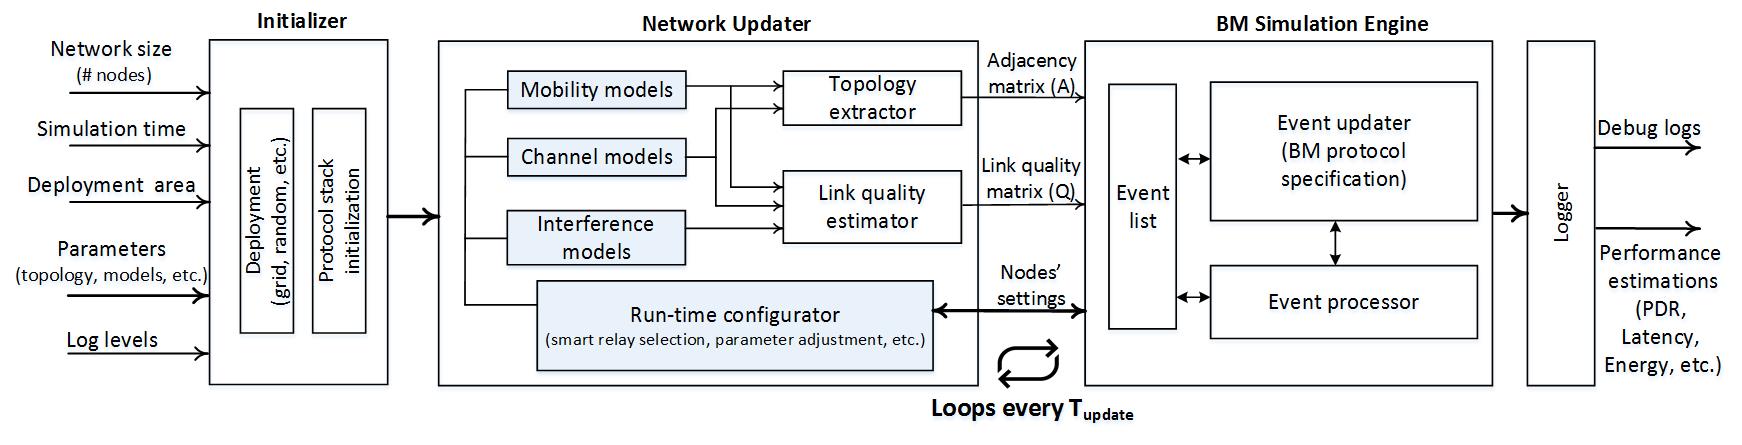 Initializer
Network Updater
BM Simulation Engine
Network size
(# nodes)
Simulation time
Deployment area
Parameters
(topology, models, etc.)
Log levels
Deployment
(grid, random, etc.)
Protocol stack
initialization
Mobility models
Channel models
Interference
models
Run-time configurator
(smart relay selection, parameter adjustment, etc.)
Topology
extractor
Link quality
estimator
Adjacency
matrix (A)
Link quality
matrix (Q)
Nodes’
settings
Loops every Tupdate
Event
list
Event updater
(BM protocol
specification)
Event processor
Logger
Debug logs
Performance
estimations
(PDR,
Latency,
Energy, etc.)